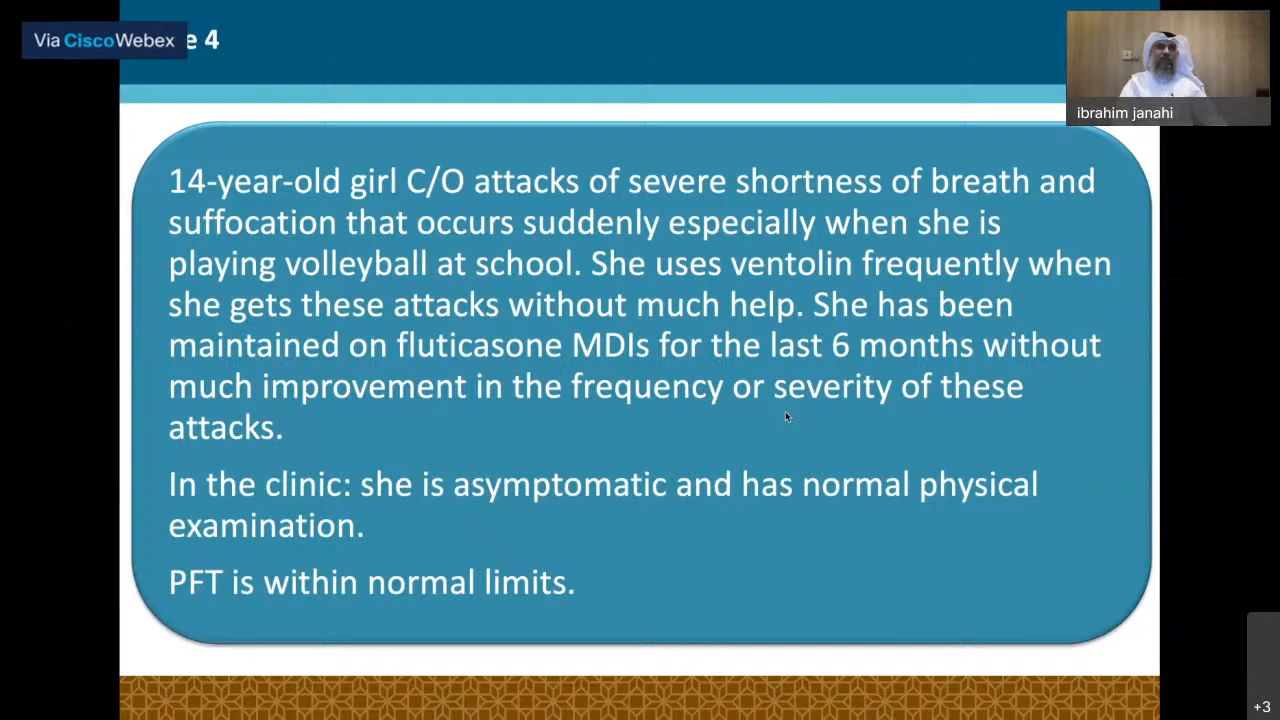 Via Cisco Webex
e 4
ibrahim janahi
14-year-old girl C/O attacks of severe shortness of breath and
suffocation that occurs suddenly especially when she is
playing volleyball at school. She uses ventolin frequently when
she gets these attacks without much help. She has been
maintained on fluticasone MDIs for the last 6 months without
much improvement in the frequency or severity of these
attacks.
In the clinic: she is asymptomatic and has normal physical
examination.
PFT is within normal limits.
+3